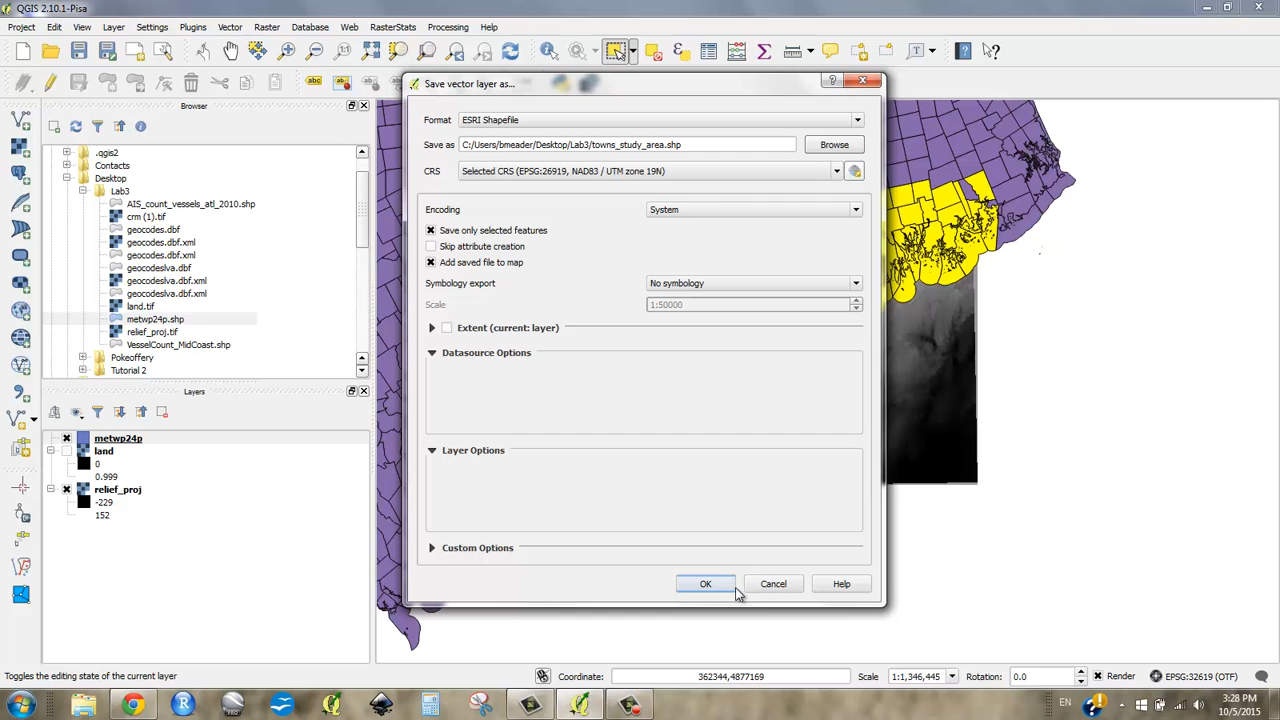 QGIS 2.10.1-Pisa
Project Edit View Layer Settings Plugins Vector Raster Database Web RasterStats Processing Help
Save vector layer as...
Browser
Format ESRI Shapefile
Save as C:/Users/bmeader/Desktop/Lab3/towns_study_area.shp Browse
.qgis2
Contacts
CRS Selected CRS (EPSG:26919, NAD83 / UTM zone 19N)
Desktop
Lab3
AIS_count_vessels_atl_2010.shp
Encoding System
crm (1).tif
geocodes.dbf
Save only selected features
geocodes.dbf.xml
Skip attribute creation
geocodes.dbf.xml
geocodeslva.dbf
Add saved file to map
geocodeslva.dbf.xml
Symbology export No symbology
geocodeslva.dbf.xml
land.tif
Scale 1:50000
metwp24p.shp
relief_proj.tif
Extent (current: layer)
VesselCount_MidCoast.shp
Datasource Options
Pokeoffery
Tutorial 2
Layers
metwp24p
land
Layer Options
0
0.999
relief_proj
-229
152
Custom Options
OK Cancel Help
Toggles the editing state of the current layer Coordinate: 362344,4877169 Scale 1:1,346,445 Rotation: 0.0 Render EPSG:32619 (OTF)
EN 3:28 PM
10/5/2015